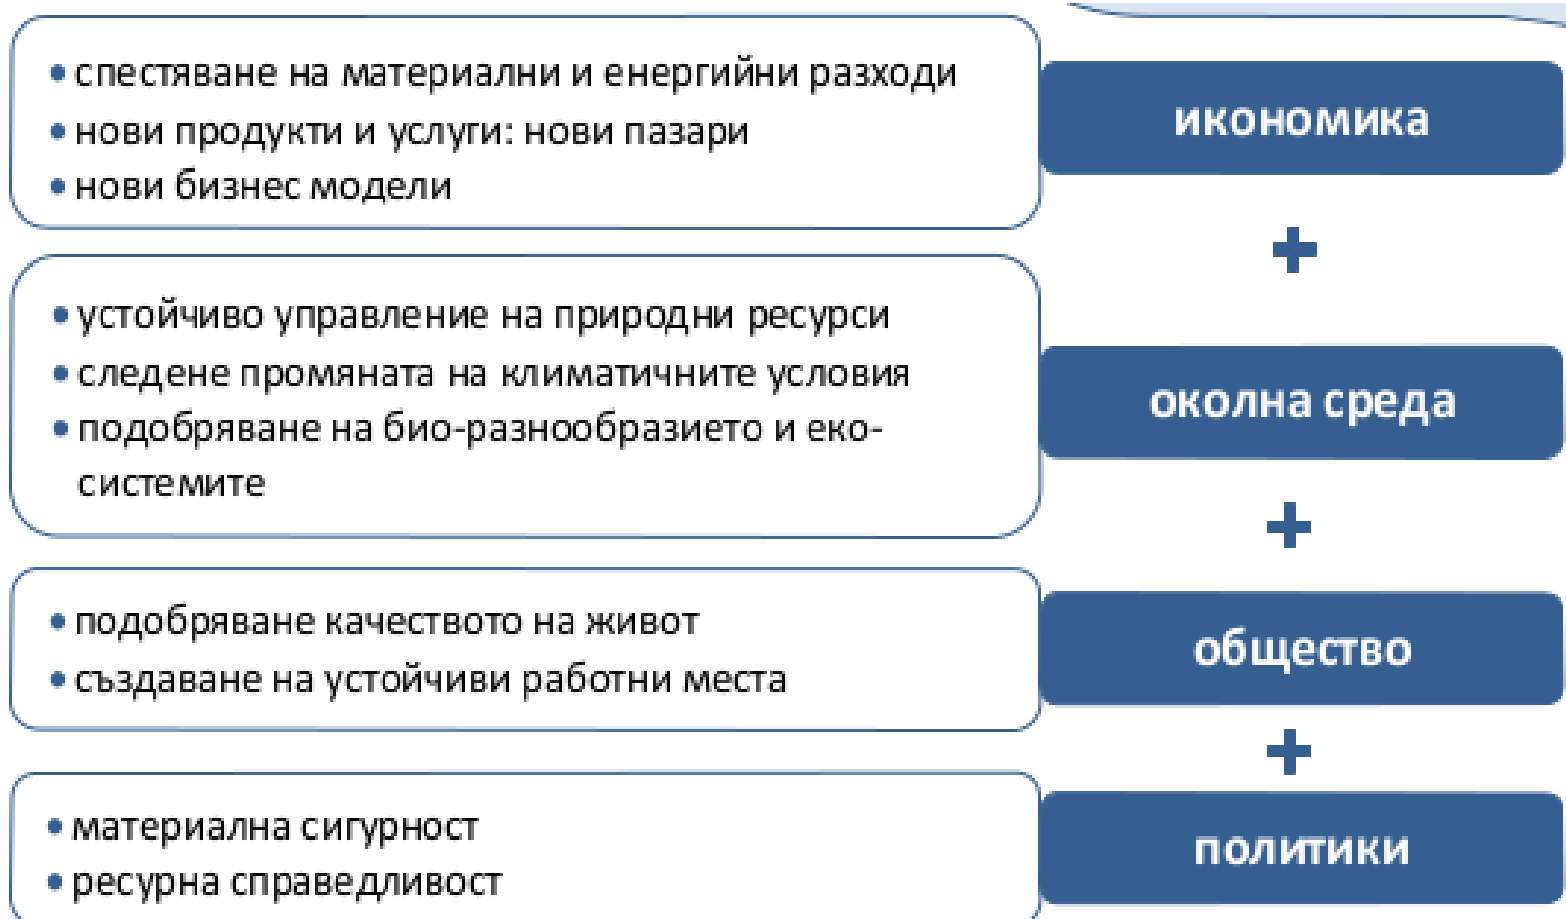 • спестяване на материални и енергийни разходи
• нови продукти и услуги: нови пазари
• нови бизнес модели
икономика
+
• устойчиво управление на природни ресурси
• следене промяната на климатичните условия
• подобряване на био-разнообразието и еко-
системите
околна среда
+
• подобряване качеството на живот
• създаване на устойчиви работни места
общество
+
• материална сигурност
• ресурна справедливост
политики